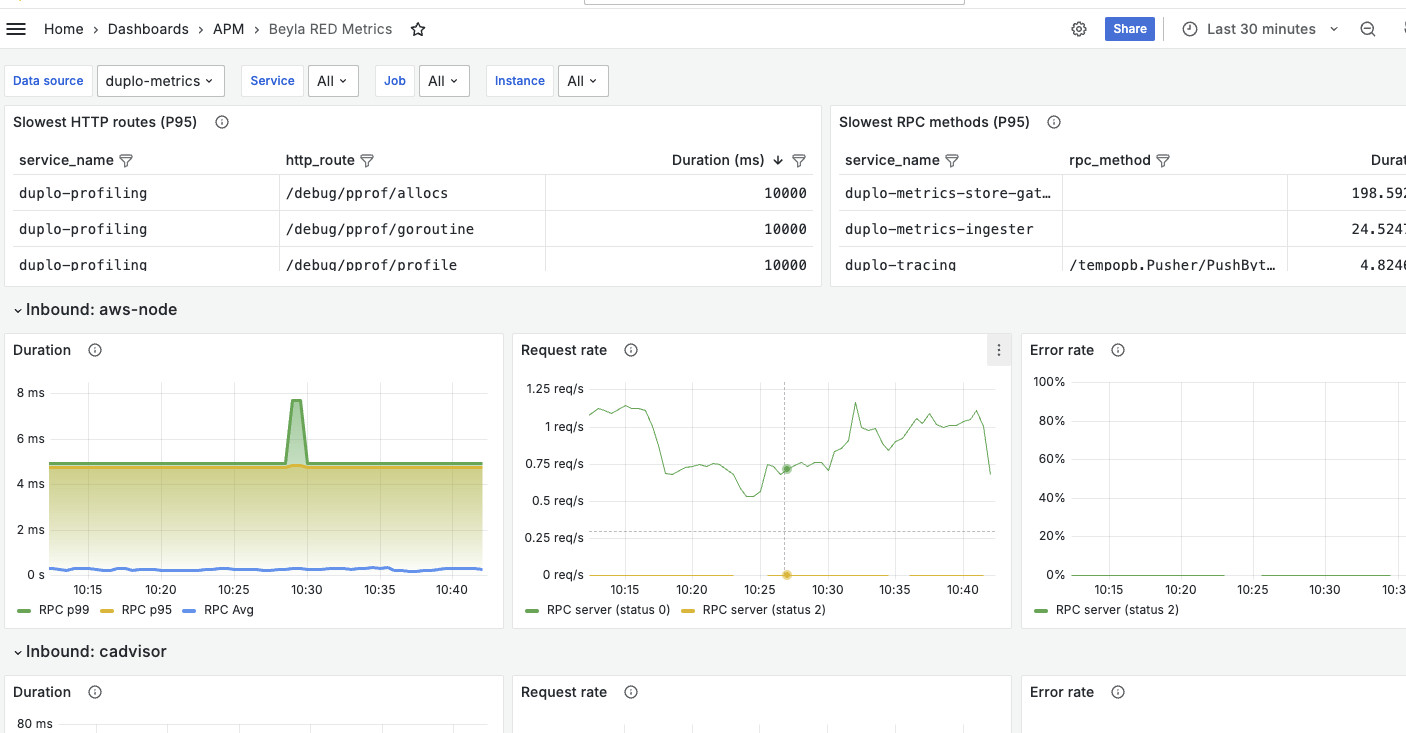 Home › Dashboards › APM › Beyla RED Metrics
Share
Last 30 minutes
Data source duplo-metrics Service All Job All Instance All
Slowest HTTP routes (P95)
service_name http_route Duration (ms)
duplo-profiling /debug/pprof/allocs 10000
duplo-profiling /debug/pprof/goroutine 10000
duplo-profiling /debug/pprof/profile 10000
Slowest RPC methods (P95)
service_name rpc_method Durat
duplo-metrics-store-gat… 198.592
duplo-metrics-ingester 24.5247
duplo-tracing /tempopb.Pusher/PushByt… 4.8246
Inbound: aws-node
Duration
8 ms
6 ms
4 ms
2 ms
0 s
10:15 10:20 10:25 10:30 10:35 10:40
RPC p99 RPC p95 RPC Avg
Request rate
1.25 req/s
1 req/s
0.75 req/s
0.5 req/s
0.25 req/s
0 req/s
10:15 10:20 10:25 10:30 10:35 10:40
RPC server (status 0) RPC server (status 2)
Error rate
100%
80%
60%
40%
20%
0%
10:15 10:20 10:25 10:30 10:35
RPC server (status 2)
Inbound: cadvisor
Duration
80 ms
Request rate
Error rate